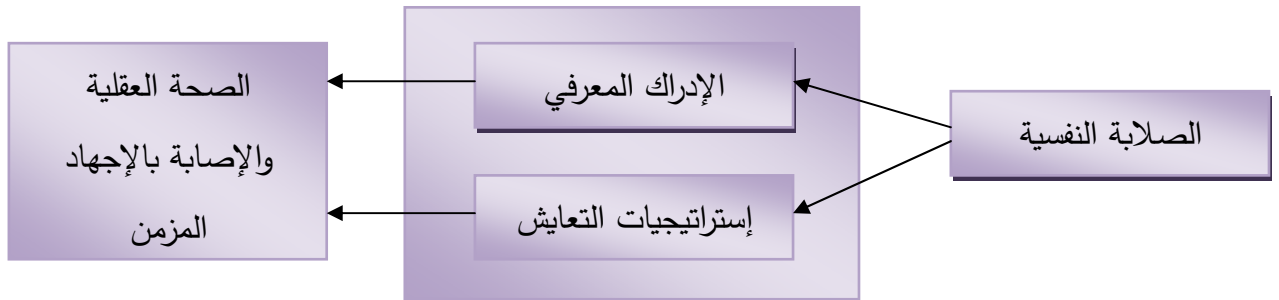 الصلابة النفسية
الإدراك المعرفي
إستراتيجيات التعايش
الصحة العقلية
والإصابة بالإجهاد
المزمن